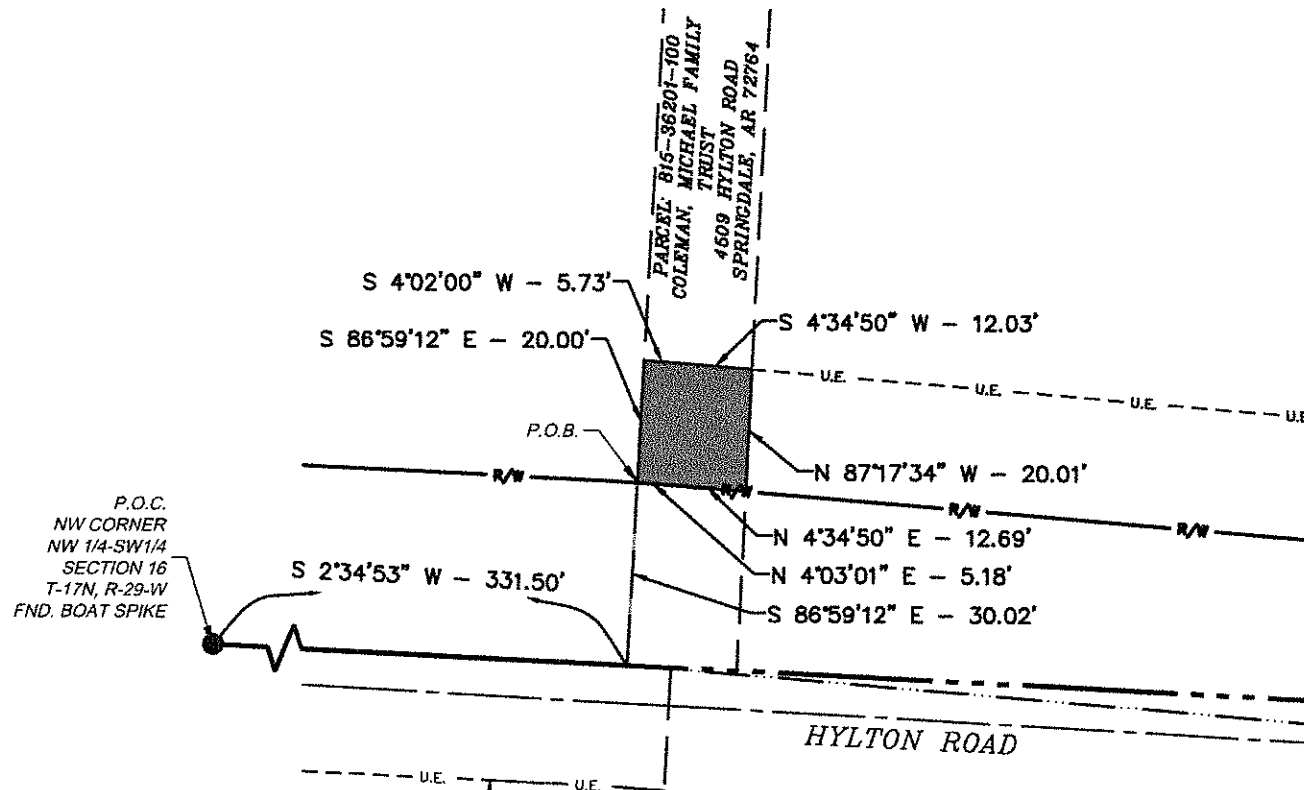 PARCEL: 815-36201-100
COLEMAN, MICHAEL FAMILY
TRUST
4609 HYLTON ROAD
SPRINGDALE, AR 72764
S 4°02'00" W - 5.73'
S 86°59'12" E - 20.00'
S 4°34'50" W - 12.03'
U.E.
U.E.
U.E.
U.E.
P.O.B.
N 87°17'34" W - 20.01'
R/W
R/W
R/W
R/W
P.O.C.
NW CORNER
NW 1/4-SW1/4
SECTION 16
T-17N, R-29-W
FND. BOAT SPIKE
N 4°34'50" E - 12.69'
N 4°03'01" E - 5.18'
S 2°34'53" W - 331.50'
S 86°59'12" E - 30.02'
HYLTON ROAD
U.E.
U.E.